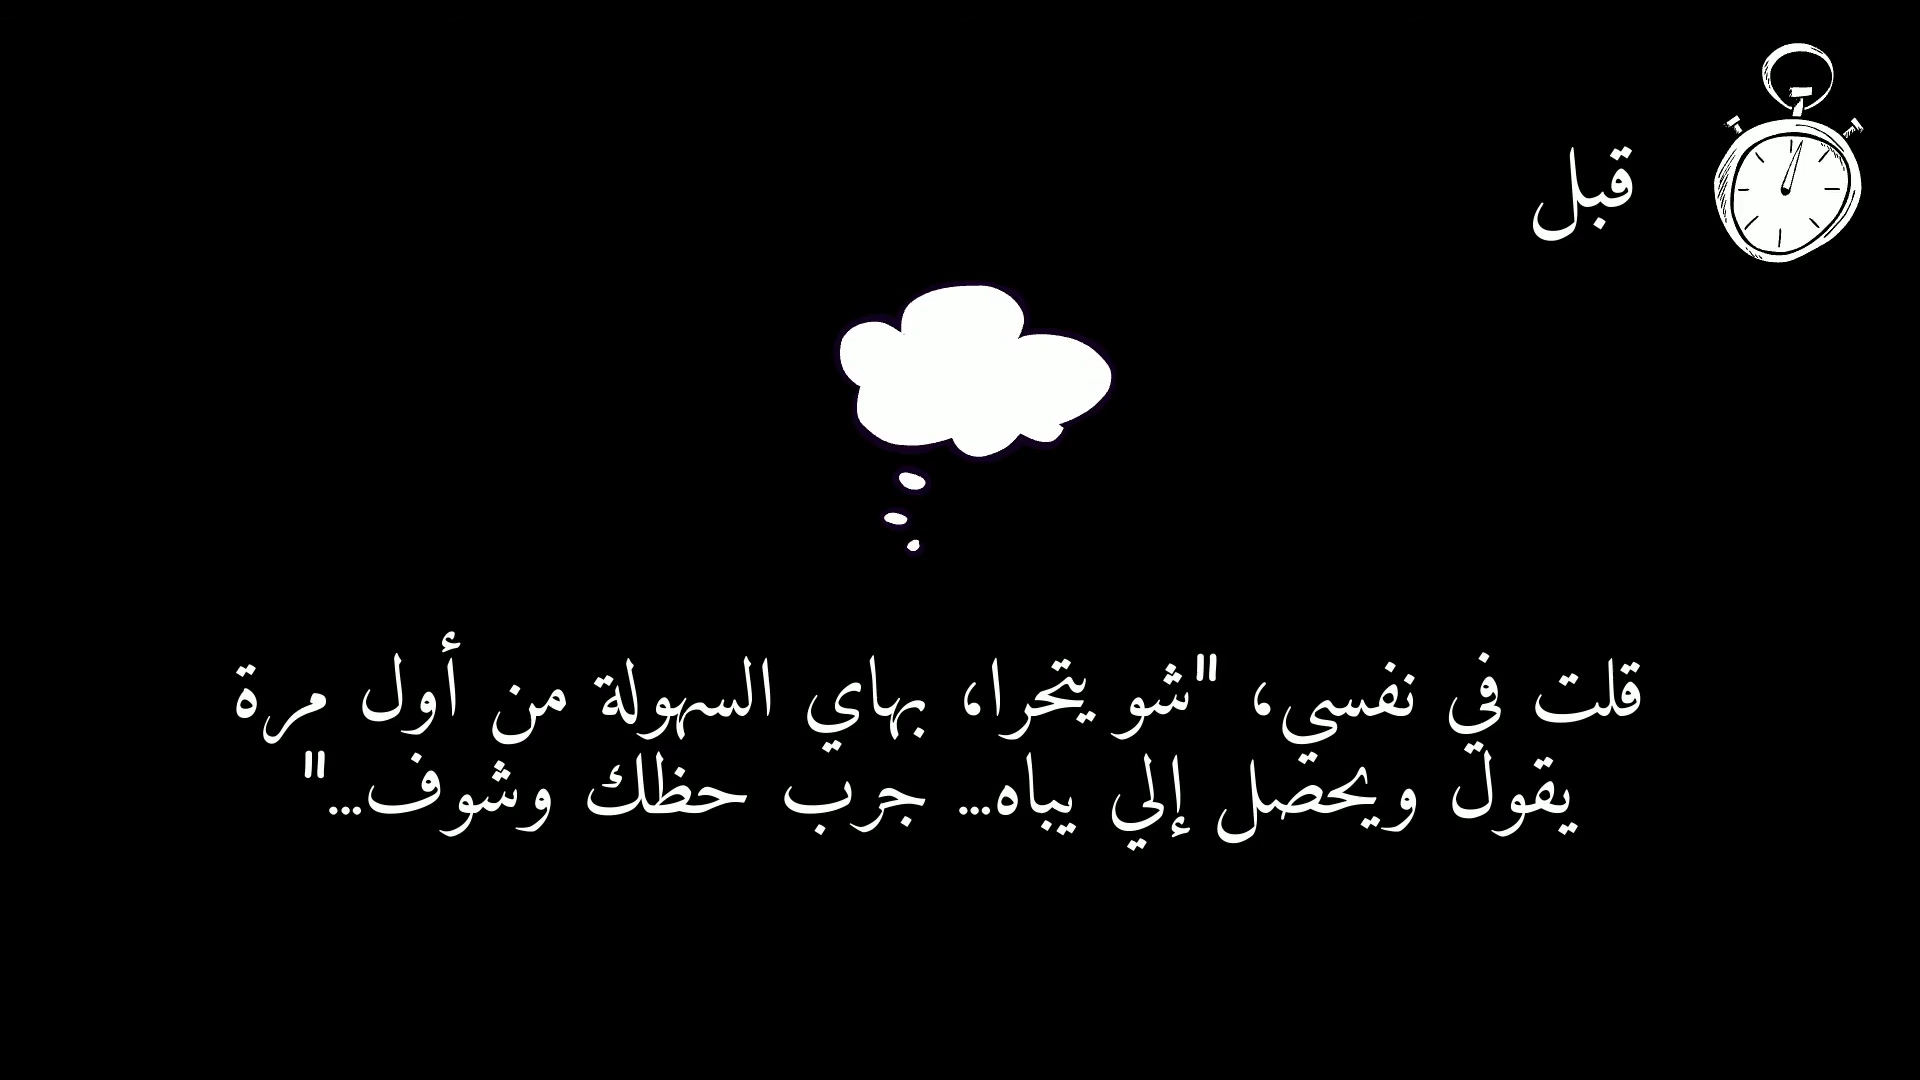 قبل
قلت في نفسي، "شو يتحرا، بهاي السهولة من أول مرة
يقول ويحصل إلي يباه... جرب حظك وشوف..."